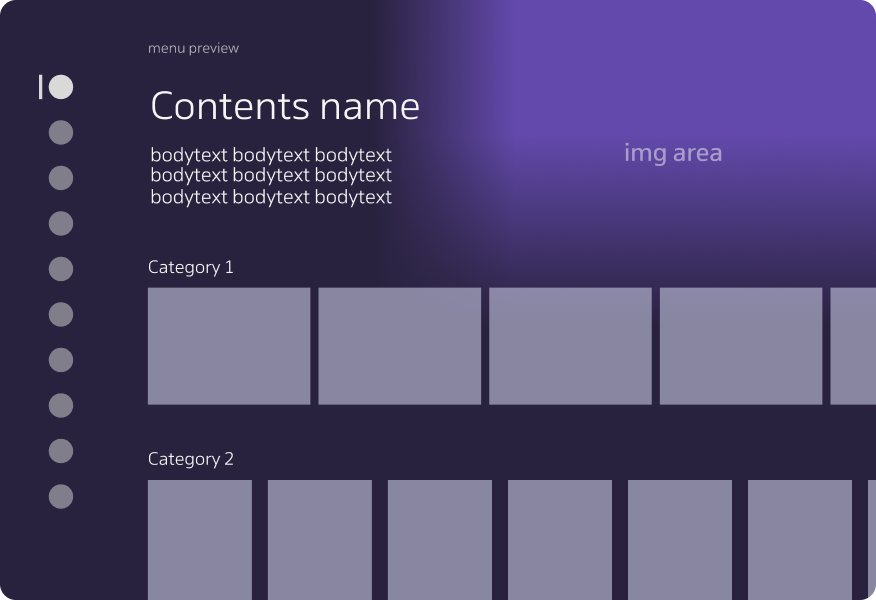 menu preview
Contents name
bodytext bodytext bodytext
bodytext bodytext bodytext
bodytext bodytext bodytext
img area
Category 1
Category 2